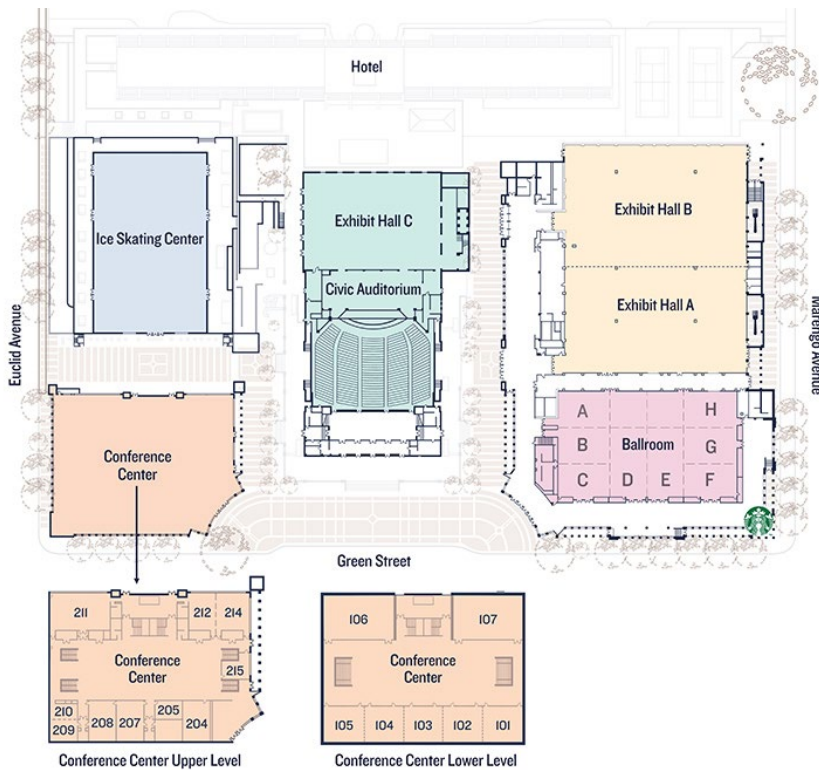 Hotel
Exhibit Hall B
Exhibit Hall C
Ice Skating Center
Civic Auditorium
Exhibit Hall A
Euclid Avenue
Marengo Avenue
A
H
B
Ballroom
G
C
D
E
F
Conference
Center
Green Street
211
212
214
Conference
Center
215
210
209
208
207
205
204
106
107
Conference
Center
105
104
103
102
101
Conference Center Upper Level
Conference Center Lower Level